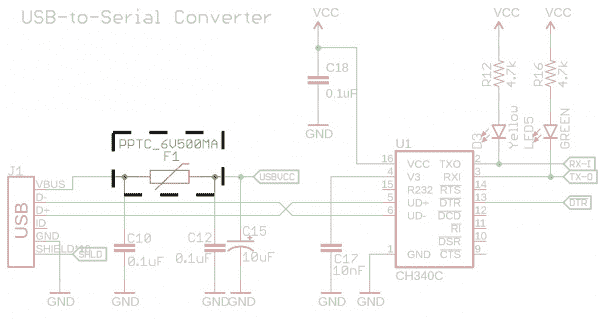 USB-to-Serial Converter
VCC
VCC
VCC
C18
0.1uF
GND
R12
4.7k
R16
4.7k
D3
Yellow
LED5
GREEN
PPTC_6V500MA
F1
J1
USB
VBUS
D-
D+
ID
GND
SHIELD
SHLD
USBVCC
C10
0.1uF
C12
0.1uF
C15
10uF
+
C17
10nF
U1
16
VCC
4
V3
15
R232
5
UD+
6
UD-
1
GND
TXO
2
RXI
3
RTS
14
DTR
13
DCD
12
RI
11
DSR
10
CTS
9
CH340C
RX-I
TX-O
DTR
GND
GND
GND
GND
GND
GND